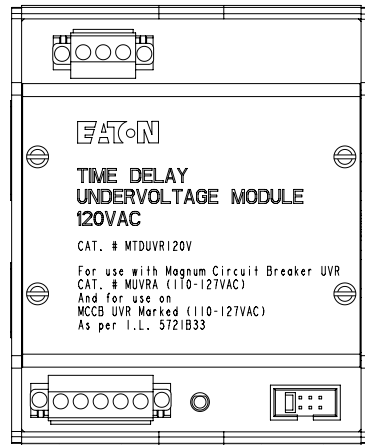 EATON
TIME DELAY
UNDERVOLTAGE MODULE
120VAC
CAT. # MTDUVR120V
For use with Magnum Circuit Breaker UVR
CAT. # MUVRA (110-127VAC)
And for use on
MCCB UVR Marked (110-127VAC)
As per I.L. 5721B33